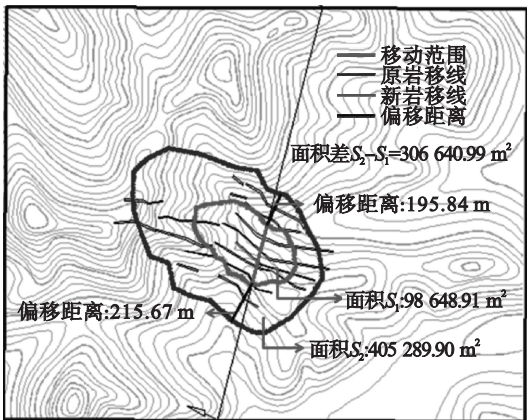 移动范围
原岩移线
新岩移线
偏移距离
面积差S₂-S₁=306 640.99 m²
偏移距离:195.84 m
面积S₁:98 648.91 m²
偏移距离:215.67 m
面积S₂:405 289.90 m²